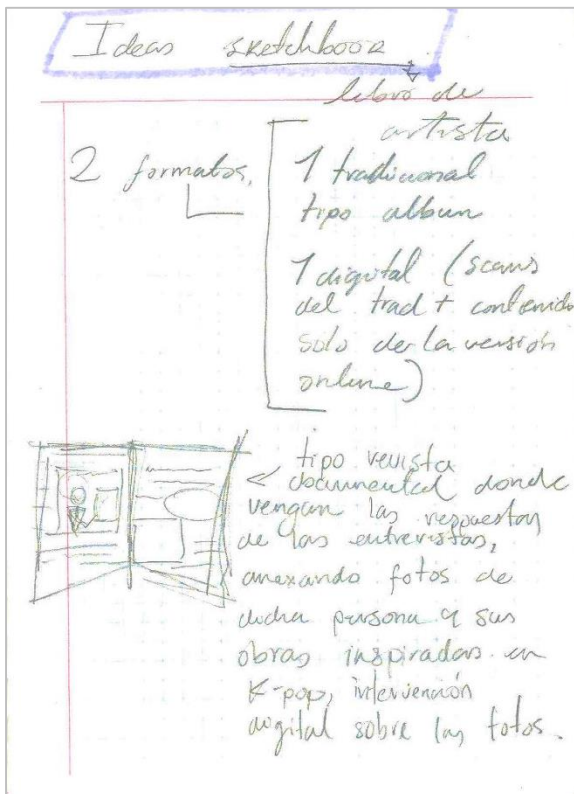 Ideas sketchbook
libro de
artista
2 formatos,
1 tradicional
tipo album
1 digital (scans
del trad + contenido
solo de la version
online)
tipo revista
documental donde
vengan las respuestas
de las entrevistas,
anexando fotos de
dicha persona y sus
obras inspiradas en
K-pop, intervención
digital sobre las fotos.